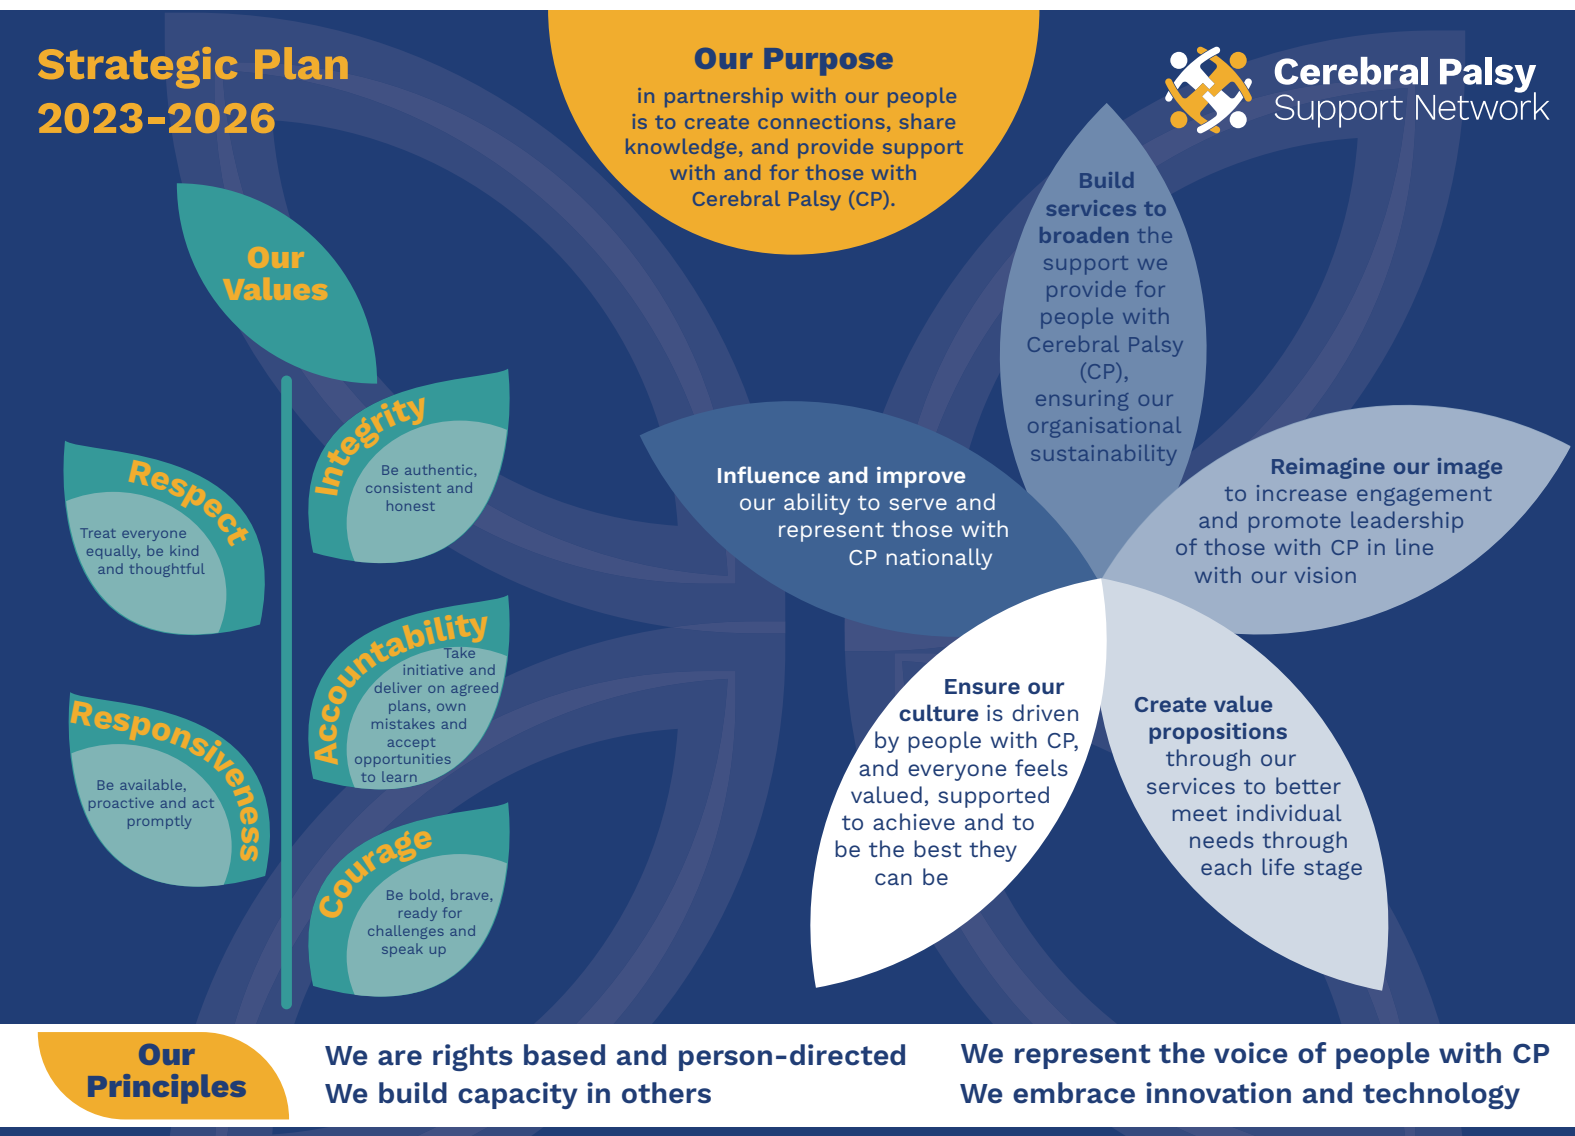 Strategic Plan
2023-2026
Our Purpose
in partnership with our people
is to create connections, share
knowledge, and provide support
with and for those with
Cerebral Palsy (CP).
Cerebral Palsy
Support Network
Our
Values
Integrity
Be authentic,
consistent and
honest
Respect
Treat everyone
equally, be kind
and thoughtful
Accountability
Take
initiative and
deliver on agreed
plans, own
mistakes and
accept
opportunities
to learn
Responsiveness
Be available,
proactive and act
promptly
Courage
Be bold, brave,
ready for
challenges and
speak up
Build
services to
broaden the
support we
provide for
people with
Cerebral Palsy
(CP),
ensuring our
organisational
sustainability
Influence and improve
our ability to serve and
represent those with
CP nationally
Reimagine our image
to increase engagement
and promote leadership
of those with CP in line
with our vision
Ensure our
culture is driven
by people with CP,
and everyone feels
valued, supported
to achieve and to
be the best they
can be
Create value
propositions
through our
services to better
meet individual
needs through
each life stage
Our
Principles
We are rights based and person-directed
We build capacity in others
We represent the voice of people with CP
We embrace innovation and technology